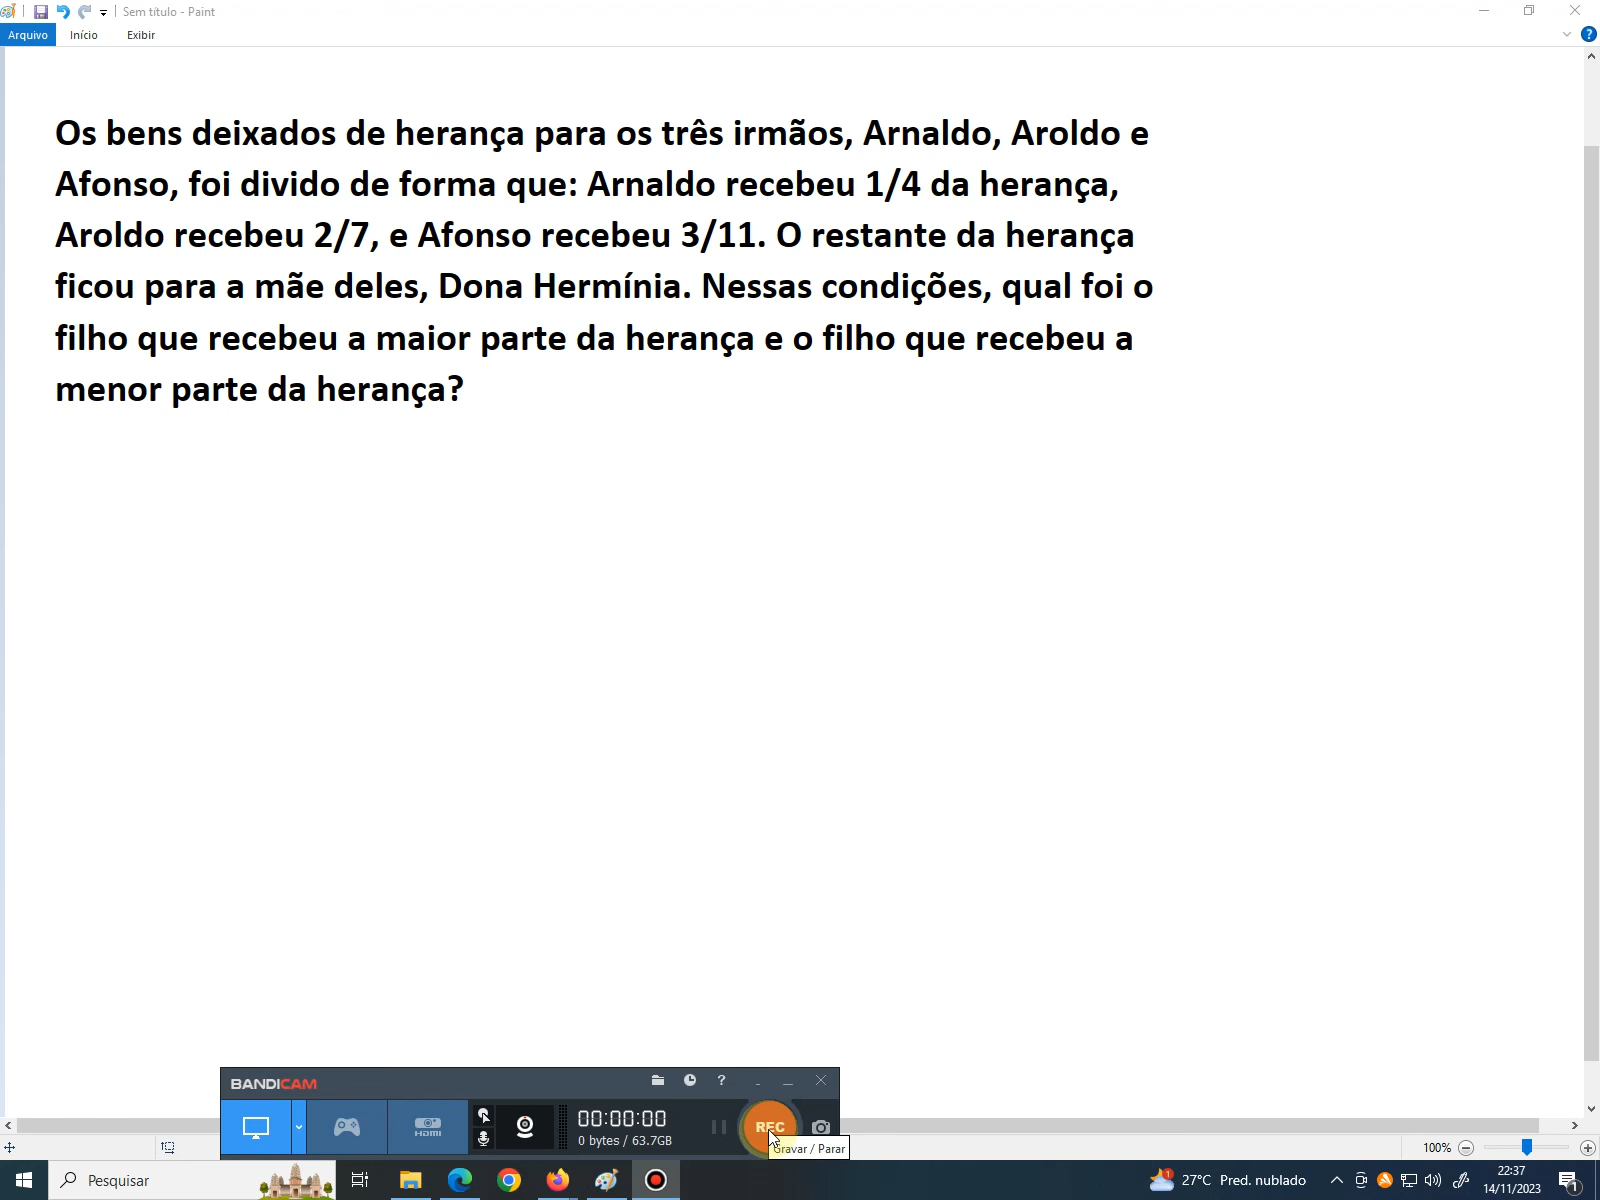 Sem título - Paint
Arquivo Início Exibir
Os bens deixados de herança para os três irmãos, Arnaldo, Aroldo e
Afonso, foi divido de forma que: Arnaldo recebeu 1/4 da herança,
Aroldo recebeu 2/7, e Afonso recebeu 3/11. O restante da herança
ficou para a mãe deles, Dona Hermínia. Nessas condições, qual foi o
filho que recebeu a maior parte da herança e o filho que recebeu a
menor parte da herança?
BANDICAM
HDMI
00:00:00
0 bytes / 63.7GB
REC
Gravar / Parar
100%
Pesquisar
1
27°C Pred. nublado
22:37
14/11/2023
1